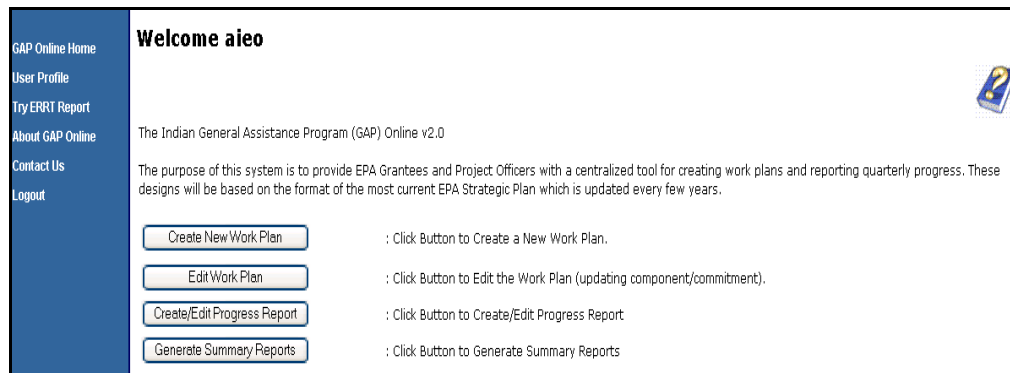 GAP Online Home
User Profile
Try ERRT Report
About GAP Online
Contact Us
Logout
Welcome aieo
The Indian General Assistance Program (GAP) Online v2.0
The purpose of this system is to provide EPA Grantees and Project Officers with a centralized tool for creating work plans and reporting quarterly progress. These
designs will be based on the format of the most current EPA Strategic Plan which is updated every few years.
Create New Work Plan : Click Button to Create a New Work Plan.
Edit Work Plan : Click Button to Edit the Work Plan (updating component/commitment).
Create/Edit Progress Report : Click Button to Create/Edit Progress Report
Generate Summary Reports : Click Button to Generate Summary Reports